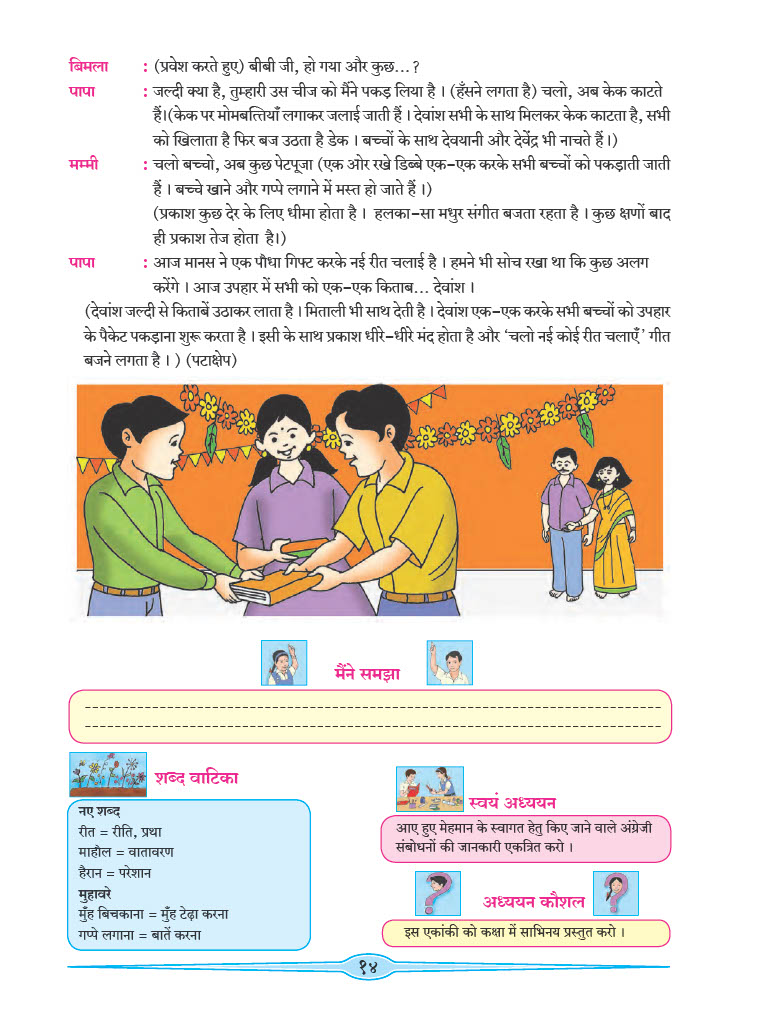 बिमला : (प्रवेश करते हुए) बीबी जी, हो गया और कुछ...?
पापा : जल्दी क्या है, तुम्हारी उस चीज को मैंने पकड़ लिया है । (हँसने लगता है) चलो, अब केक काटते
हैं।(केक पर मोमबत्तियाँ लगाकर जलाई जाती हैं । देवांश सभी के साथ मिलकर केक काटता है, सभी
को खिलाता है फिर बज उठता है डेक । बच्चों के साथ देवयानी और देवेंद्र भी नाचते हैं।)
मम्मी : चलो बच्चो, अब कुछ पेटपूजा (एक ओर रखे डिब्बे एक-एक करके सभी बच्चों को पकड़ाती जाती
हैं । बच्चे खाने और गप्पे लगाने में मस्त हो जाते हैं ।)
(प्रकाश कुछ देर के लिए धीमा होता है । हलका-सा मधुर संगीत बजता रहता है । कुछ क्षणों बाद
ही प्रकाश तेज होता है।)
पापा : आज मानस ने एक पौधा गिफ्ट करके नई रीत चलाई है । हमने भी सोच रखा था कि कुछ अलग
करेंगे । आज उपहार में सभी को एक-एक किताब... देवांश ।
(देवांश जल्दी से किताबें उठाकर लाता है । मिताली भी साथ देती है । देवांश एक-एक करके सभी बच्चों को उपहार
के पैकेट पकड़ाना शुरू करता है । इसी के साथ प्रकाश धीरे-धीरे मंद होता है और ‘चलो नई कोई रीत चलाएँ’ गीत
बजने लगता है । ) (पटाक्षेप)
मैंने समझा
शब्द वाटिका
नए शब्द
रीत = रीति, प्रथा
माहौल = वातावरण
हैरान = परेशान
मुहावरे
मुँह बिचकाना = मुँह टेढ़ा करना
गप्पे लगाना = बातें करना
स्वयं अध्ययन
आए हुए मेहमान के स्वागत हेतु किए जाने वाले अंग्रेजी
संबोधनों की जानकारी एकत्रित करो ।
अध्ययन कौशल
इस एकांकी को कक्षा में साभिनय प्रस्तुत करो ।
१४